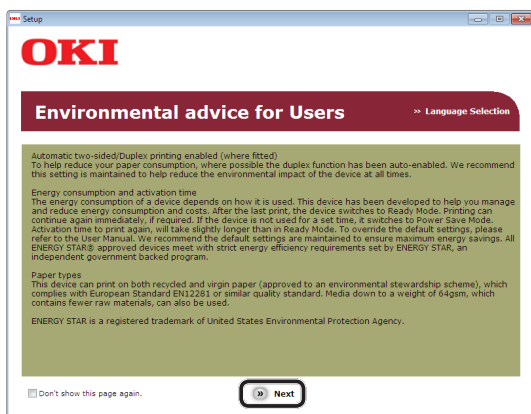 OKI Setup
OKI
Environmental advice for Users
» Language Selection
Automatic two-sided/Duplex printing enabled (where fitted)
To help reduce your paper consumption, where possible the duplex function has been auto-enabled. We recommend
this setting is maintained to help reduce the environmental impact of the device at all times.
Energy consumption and activation time
The energy consumption of a device depends on how it is used. This device has been developed to help you manage
and reduce energy consumption and costs. After the last print, the device switches to Ready Mode. Printing can
continue again immediately, if required. If the device is not used for a set time, it switches to Power Save Mode.
Activation time to print again, will take slightly longer than in Ready Mode. To override the default settings, please
refer to the User Manual. We recommend the default settings are maintained to ensure maximum energy savings. All
ENERGY STAR® approved devices meet with strict energy efficiency requirements set by ENERGY STAR, an
independent government backed program.
Paper types
This device can print on both recycled and virgin paper (approved to an environmental stewardship scheme), which
complies with European Standard EN12281 or similar quality standard. Media down to a weight of 64gsm, which
contains fewer raw materials, can also be used.
ENERGY STAR is a registered trademark of United States Environmental Protection Agency.
Don't show this page again.
» Next